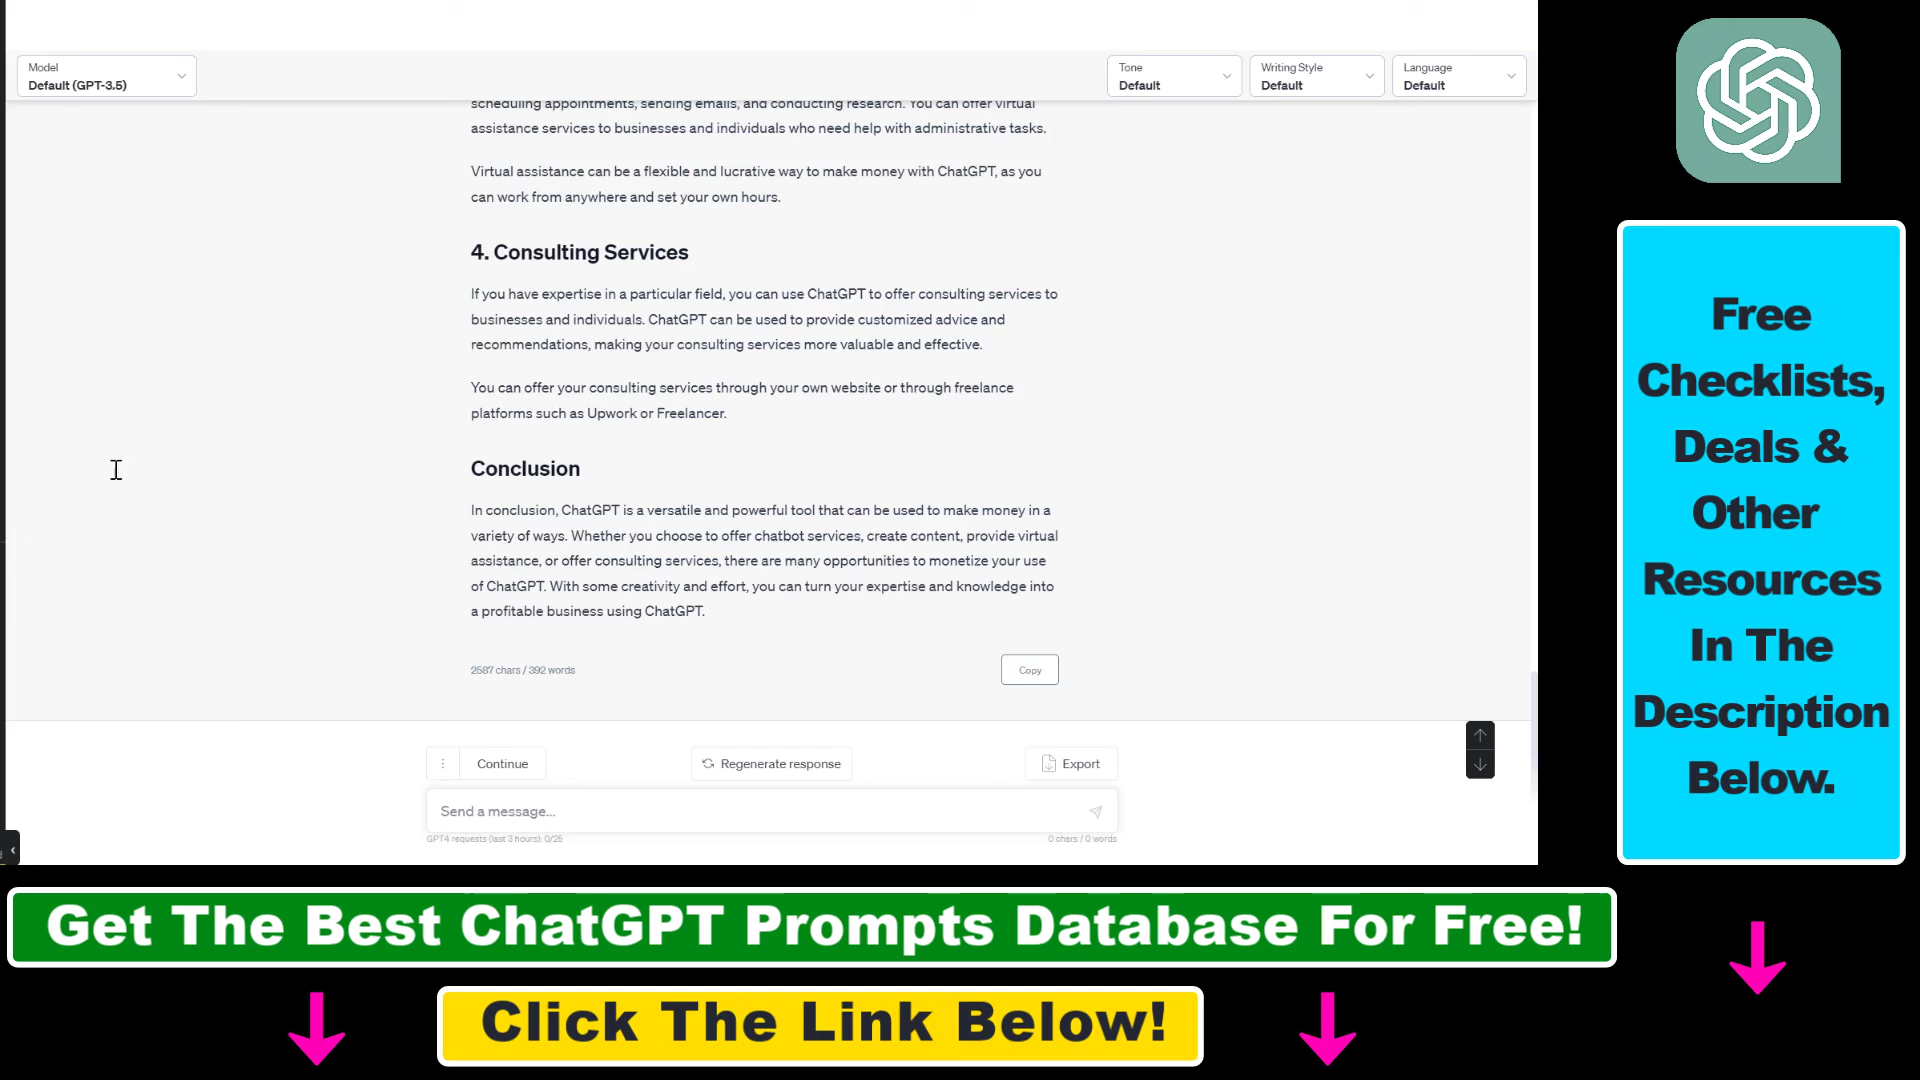 Model
Default (GPT-3.5)
Tone
Default
Writing Style
Default
Language
Default
scheduling appointments, sending emails, and conducting research. You can offer virtual
assistance services to businesses and individuals who need help with administrative tasks.
Virtual assistance can be a flexible and lucrative way to make money with ChatGPT, as you
can work from anywhere and set your own hours.
4. Consulting Services
If you have expertise in a particular field, you can use ChatGPT to offer consulting services to
businesses and individuals. ChatGPT can be used to provide customized advice and
recommendations, making your consulting services more valuable and effective.
You can offer your consulting services through your own website or through freelance
platforms such as Upwork or Freelancer.
Conclusion
In conclusion, ChatGPT is a versatile and powerful tool that can be used to make money in a
variety of ways. Whether you choose to offer chatbot services, create content, provide virtual
assistance, or offer consulting services, there are many opportunities to monetize your use
of ChatGPT. With some creativity and effort, you can turn your expertise and knowledge into
a profitable business using ChatGPT.
2587 chars / 392 words
Copy
Continue
Regenerate response
Export
Send a message...
GPT4 requests (last 3 hours): 0/25
0 chars / 0 words
Free
Checklists,
Deals &
Other
Resources
In The
Description
Below.
Get The Best ChatGPT Prompts Database For Free!
Click The Link Below!